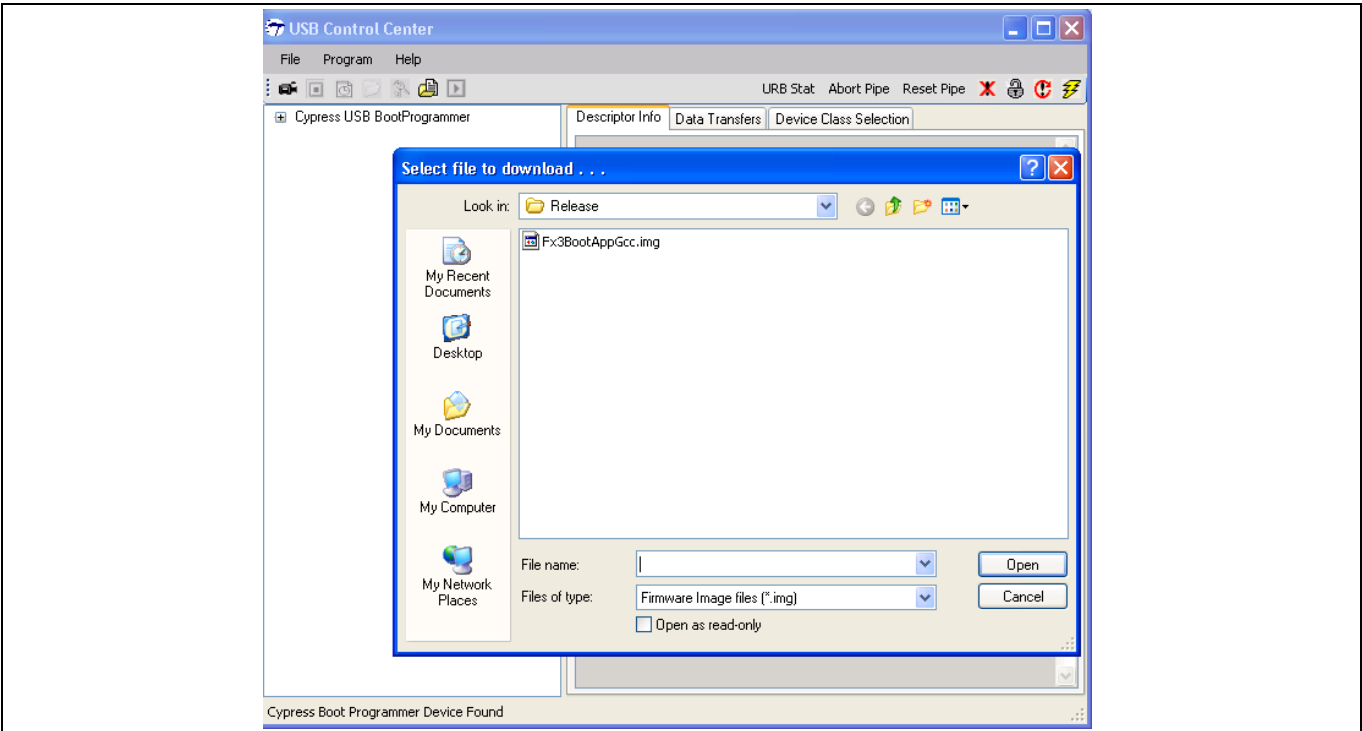 USB Control Center
File Program Help
URB Stat Abort Pipe Reset Pipe
Cypress USB BootProgrammer
Descriptor Info Data Transfers Device Class Selection
Select file to download . . .
Look in: Release
Fx3BootAppGcc.img
My Recent
Documents
Desktop
My Documents
My Computer
My Network
Places
File name: Open
Files of type: Firmware Image files (*.img) Cancel
Open as read-only
Cypress Boot Programmer Device Found